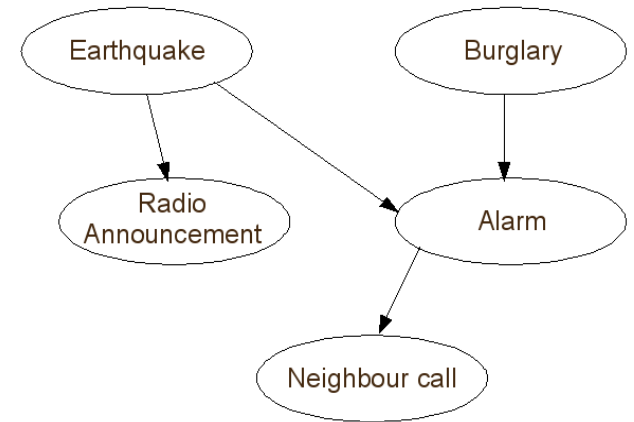 Earthquake
Burglary
Radio
Announcement
Alarm
Neighbour call